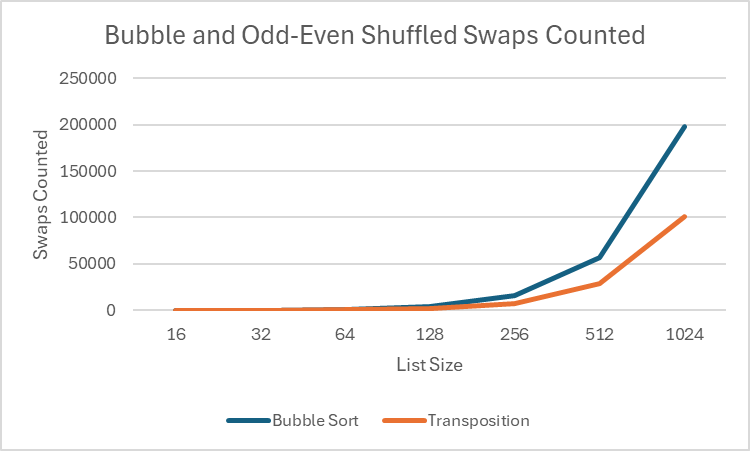 Bubble and Odd-Even Shuffled Swaps Counted
250000
200000
150000
100000
50000
0
Swaps Counted
16 32 64 128 256 512 1024
List Size
Bubble Sort Transposition